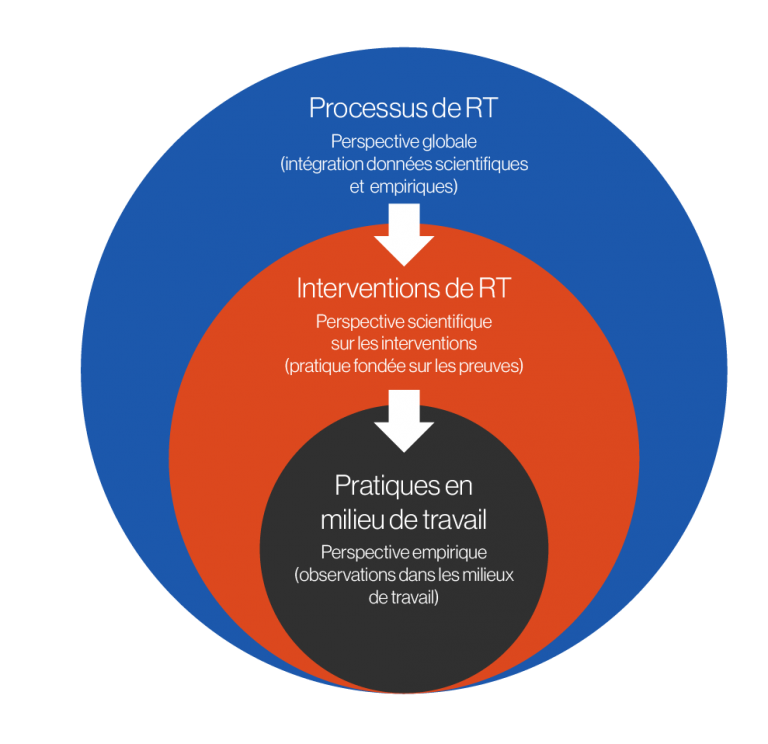 Processus de RT
Perspective globale
(intégration données scientifiques
et empiriques)
Interventions de RT
Perspective scientifique
sur les interventions
(pratique fondée sur les preuves)
Pratiques en
milieu de travail
Perspective empirique
(observations dans les milieux
de travail)